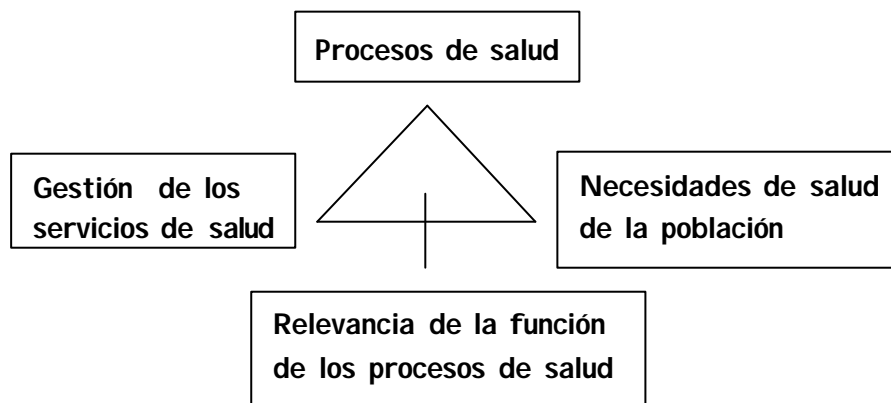 Procesos de salud
Gestión de los
servicios de salud
Necesidades de salud
de la población
Relevancia de la función
de los procesos de salud